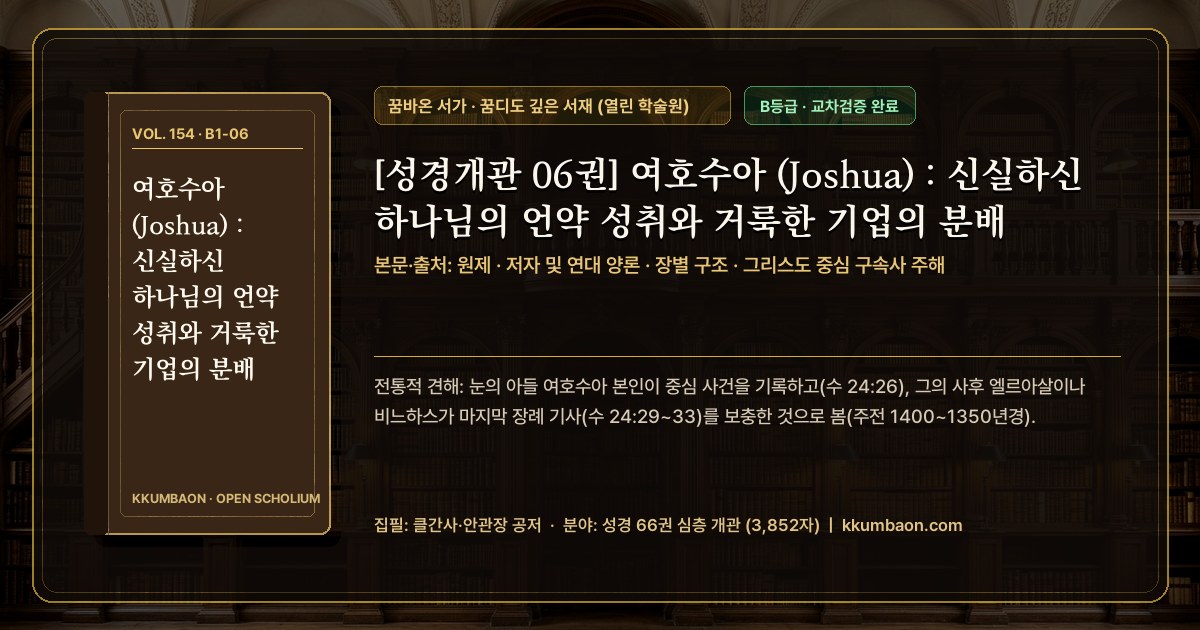 VOL. 154 · B1-06
여호수아
(Joshua) :
신실하신
하나님의 언약
성취와 거룩한
기업의 분배
KKUMBAON · OPEN SCHOLIUM
꿈바온 서가 · 꿈디도 깊은 서재 (열린 학술원)
B등급 · 교차검증 완료
[성경개관 06권] 여호수아 (Joshua) : 신실하신
하나님의 언약 성취와 거룩한 기업의 분배
본문·출처: 원제 · 저자 및 연대 양론 · 장별 구조 · 그리스도 중심 구속사 주해
전통적 견해: 눈의 아들 여호수아 본인이 중심 사건을 기록하고(수 24:26), 그의 사후 엘르아살이나
비느하스가 마지막 장례 기사(수 24:29~33)를 보충한 것으로 봄(주전 1400~1350년경).
집필: 클간사·안관장 공저 · 분야: 성경 66권 심층 개관 (3,852자) | kkumbaon.com